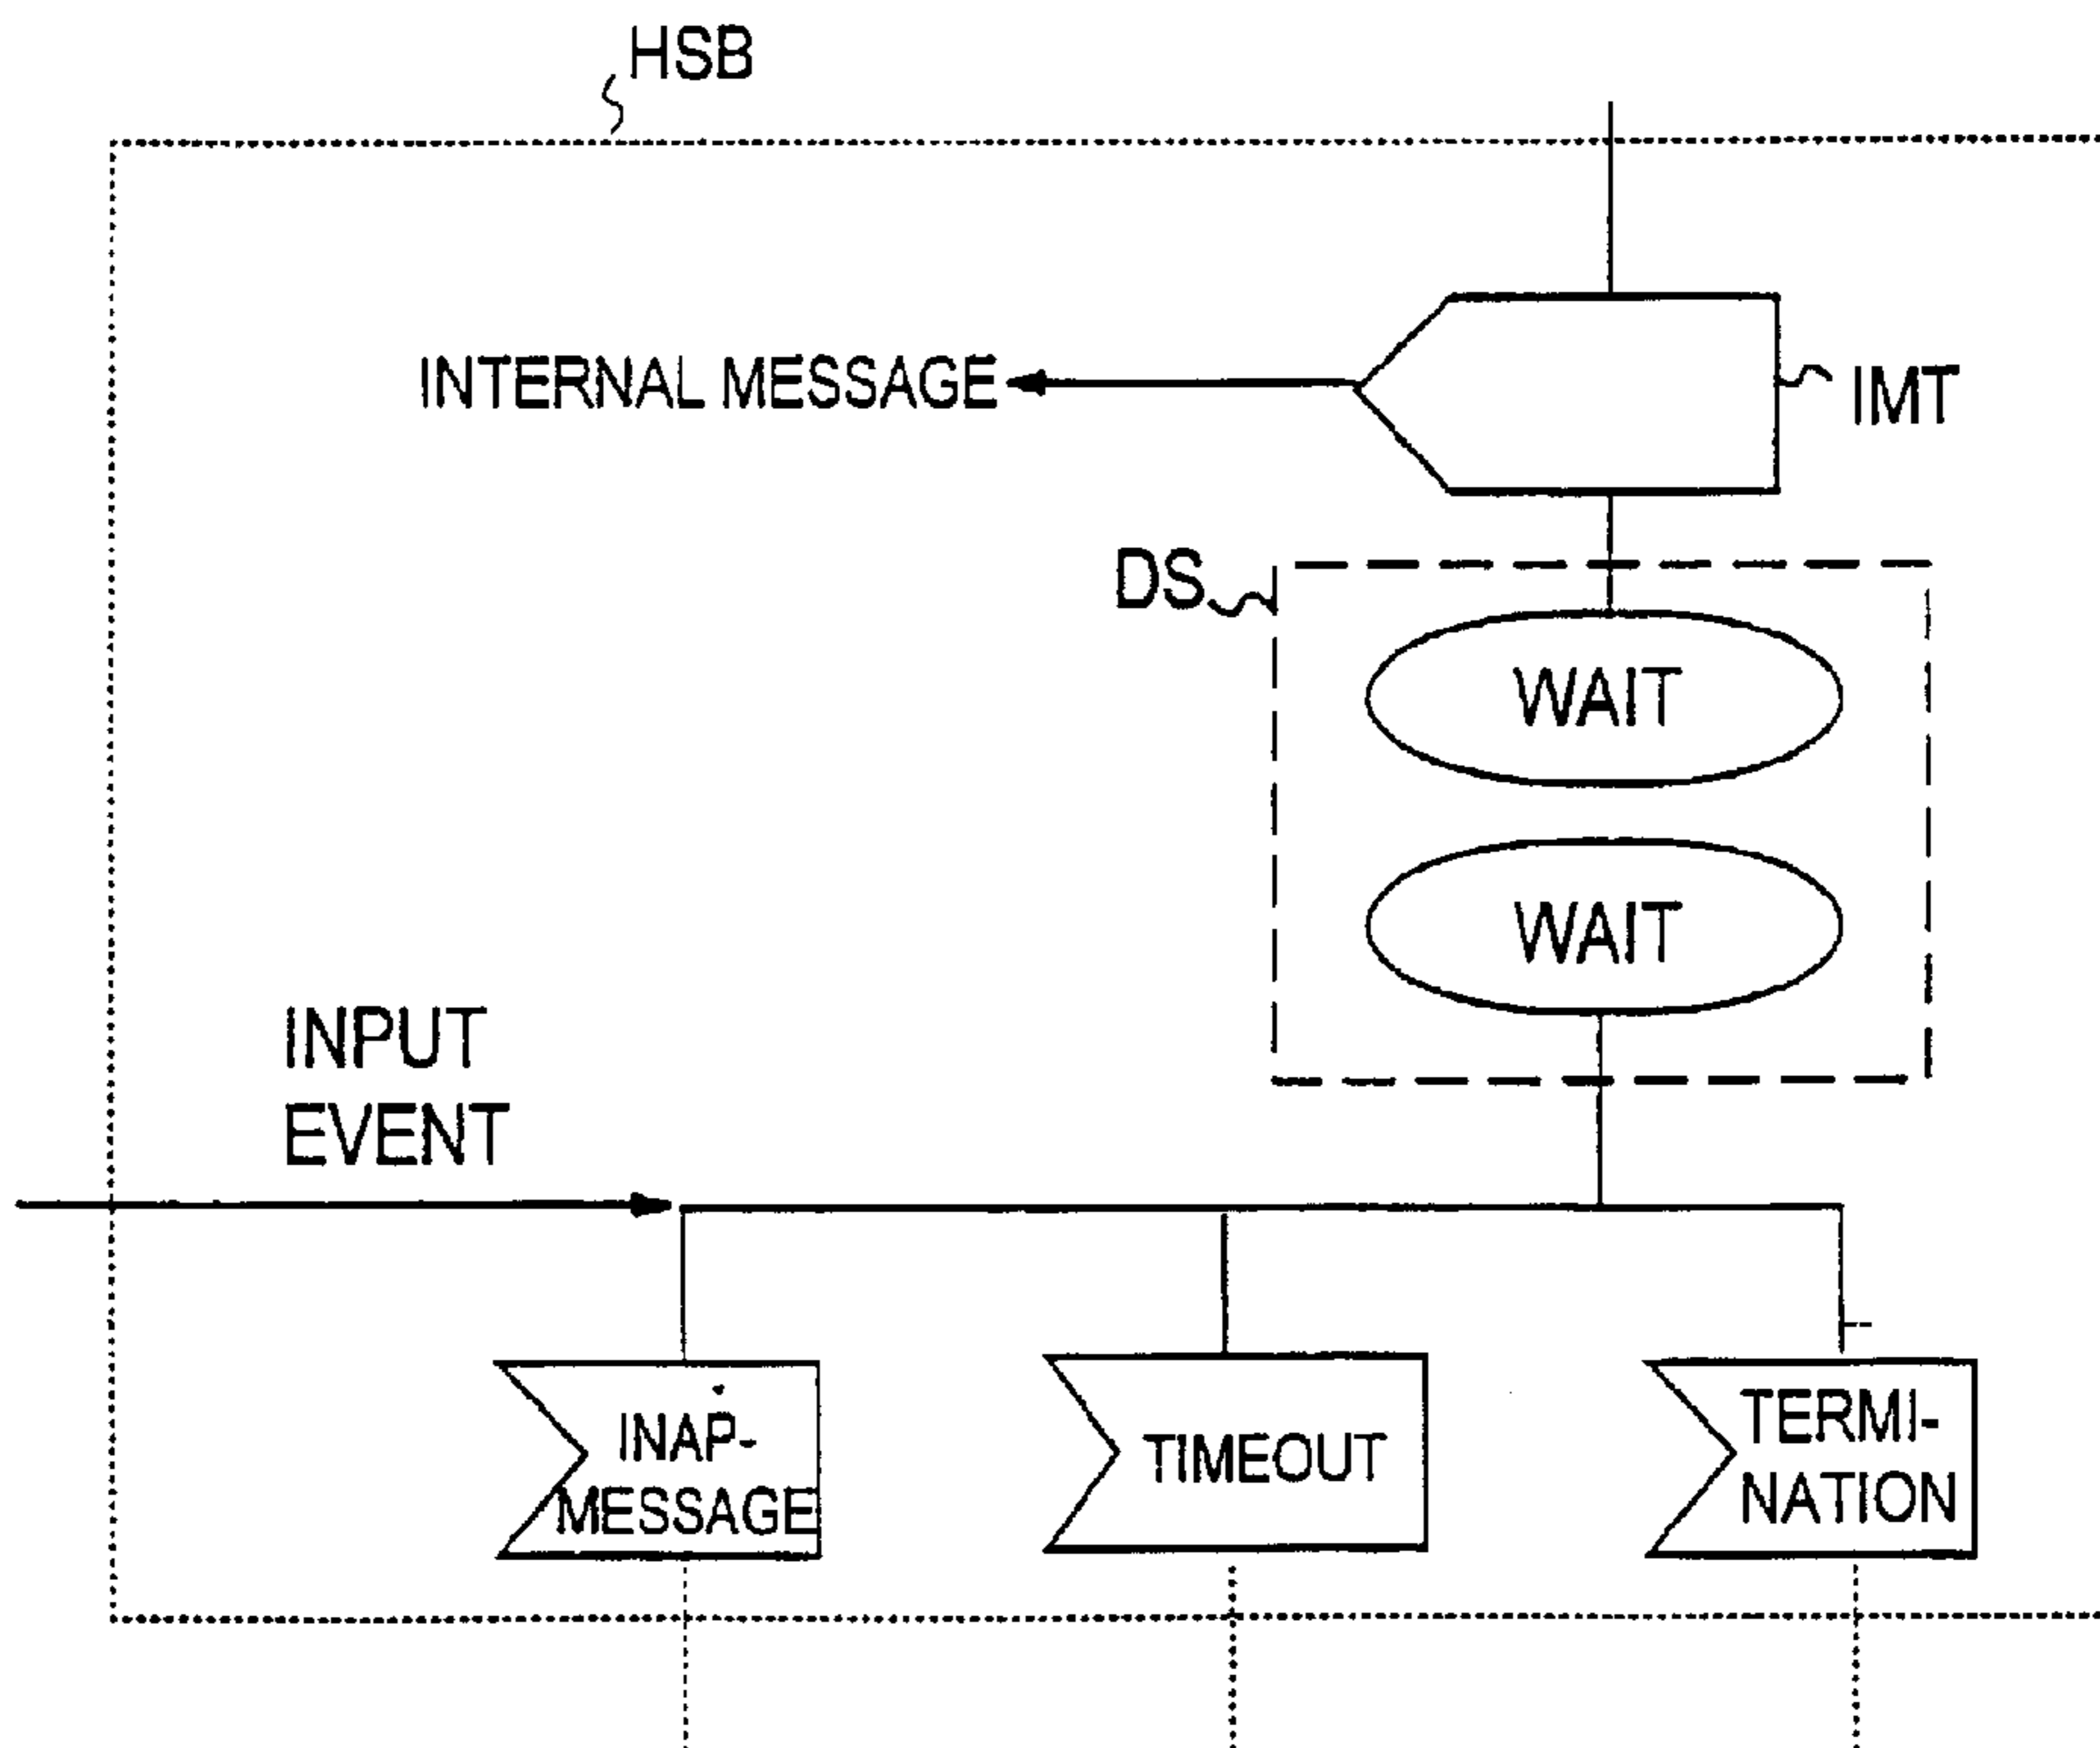 HSB
INTERNAL MESSAGE
IMT
DS
WAIT
WAIT
INPUT
EVENT
INAP-
MESSAGE
TIMEOUT
TERMI-
NATION